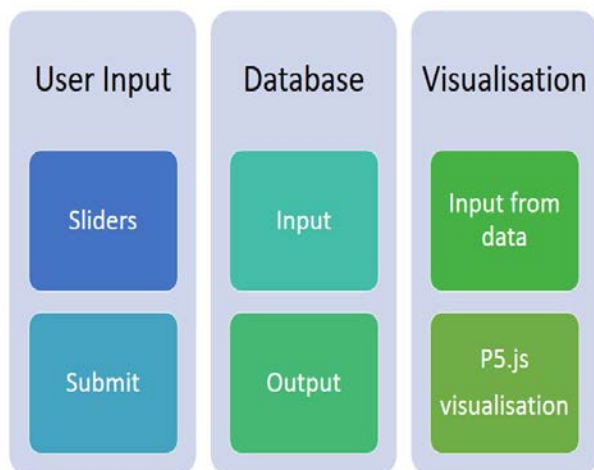 User Input
Sliders
Submit
Database
Input
Output
Visualisation
Input from
data
P5.js
visualisation